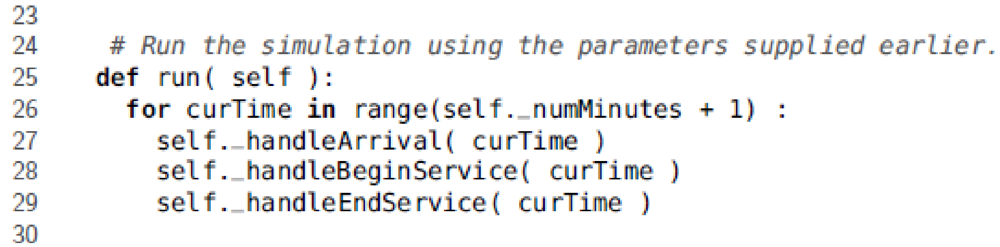 23
24 # Run the simulation using the parameters supplied earlier.
25 def run( self ):
26 for curTime in range(self._numMinutes + 1) :
27 self._handleArrival( curTime )
28 self._handleBeginService( curTime )
29 self._handleEndService( curTime )
30